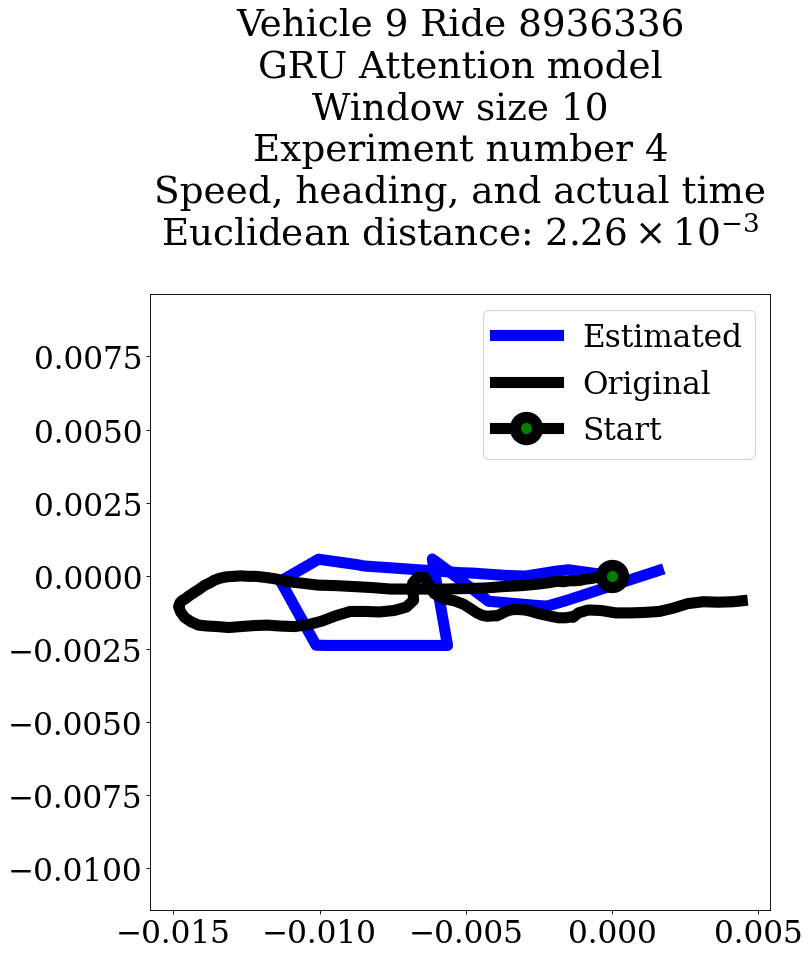 Vehicle 9 Ride 8936336
GRU Attention model
Window size 10
Experiment number 4
Speed, heading, and actual time
Euclidean distance: 2.26 × 10⁻³
Estimated
Original
Start
0.0075
0.0050
0.0025
0.0000
−0.0025
−0.0050
−0.0075
−0.0100
−0.015 −0.010 −0.005 0.000 0.005